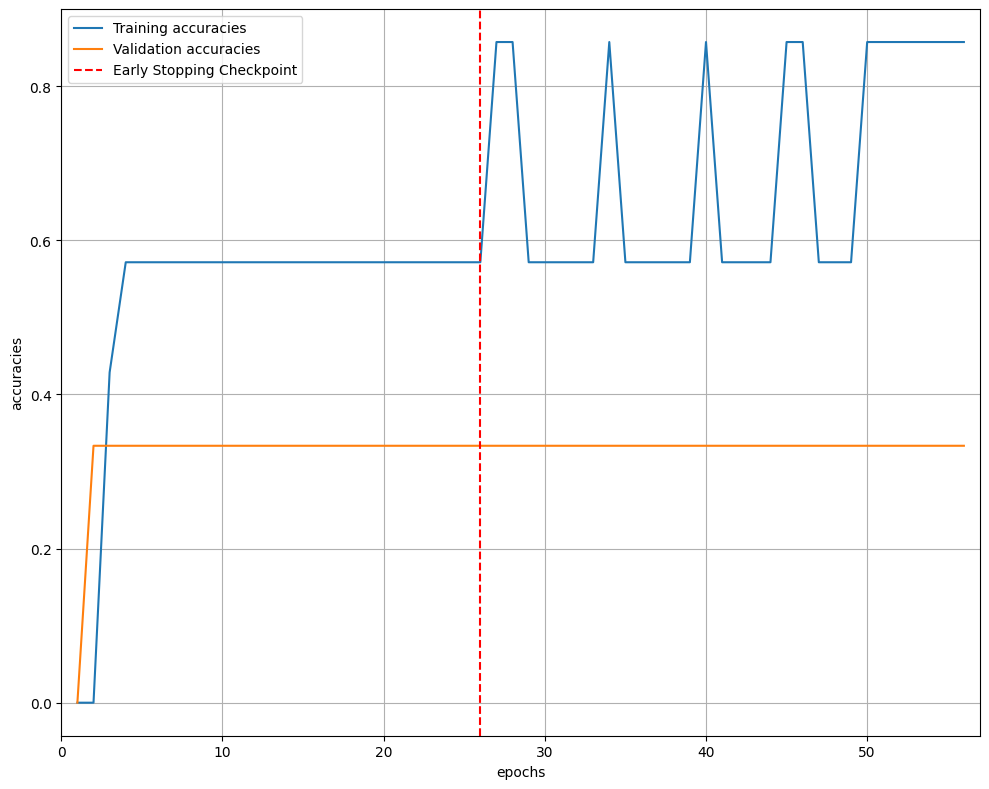 Training accuracies
Validation accuracies
Early Stopping Checkpoint
accuracies
0.8
0.6
0.4
0.2
0.0
0 10 20 30 40 50
epochs